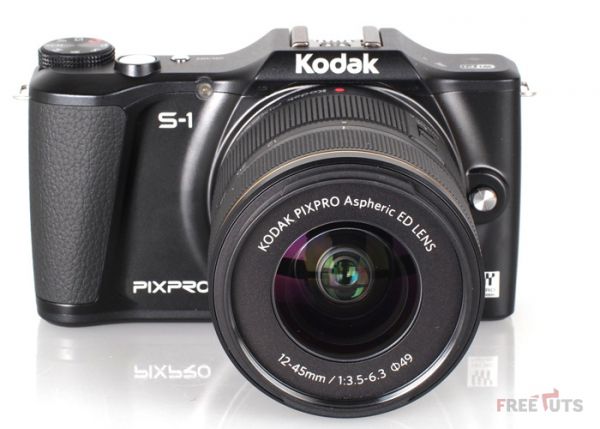 Kodak
S-1
KODAK PIXPRO Aspheric ED LENS
PIXPRO
12-45mm / 1:3.5-6.3 Φ49
FREETUTS